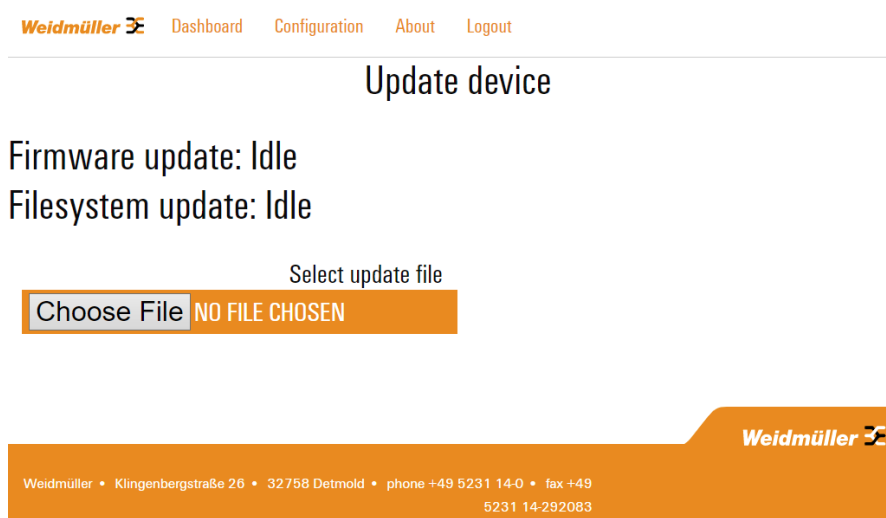 Weidmüller Dashboard Configuration About Logout
Update device
Firmware update: Idle
Filesystem update: Idle
Select update file
Choose File NO FILE CHOSEN
Weidmüller
Weidmüller • Klingenbergstraße 26 • 32758 Detmold • phone +49 5231 14-0 • fax +49
5231 14-292083